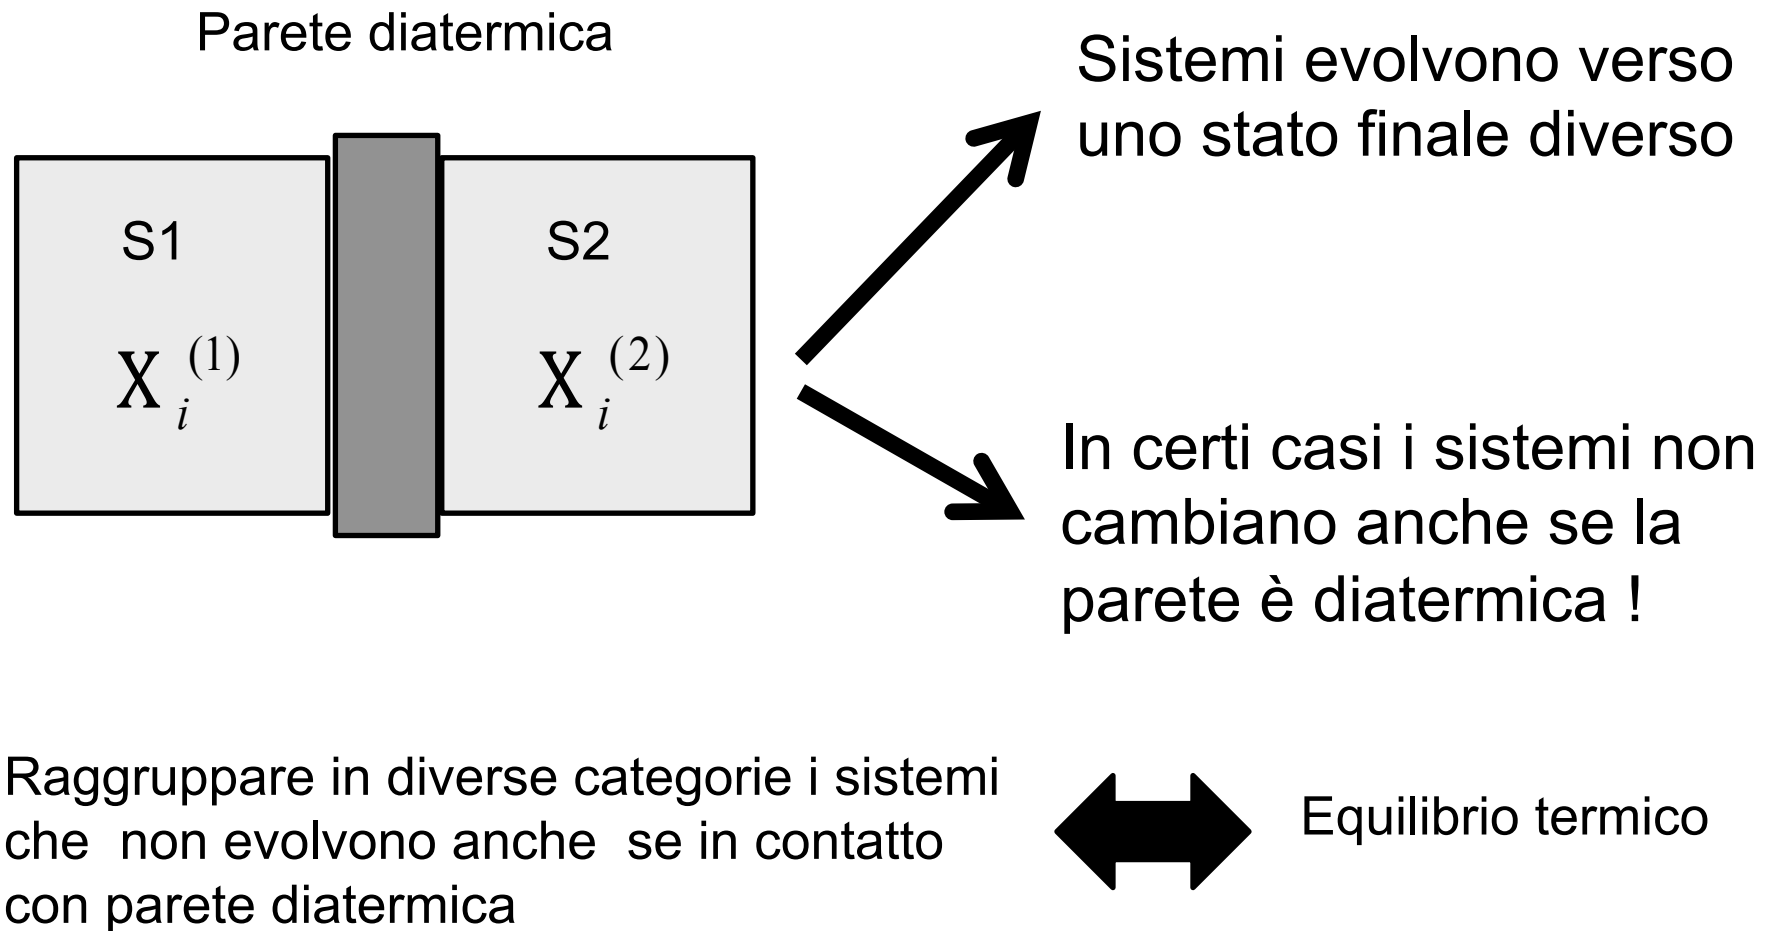 Parete diatermica
S1
X i (1)
S2
X i (2)
Sistemi evolvono verso
uno stato finale diverso
In certi casi i sistemi non
cambiano anche se la
parete è diatermica !
Raggruppare in diverse categorie i sistemi
che non evolvono anche se in contatto
con parete diatermica
Equilibrio termico